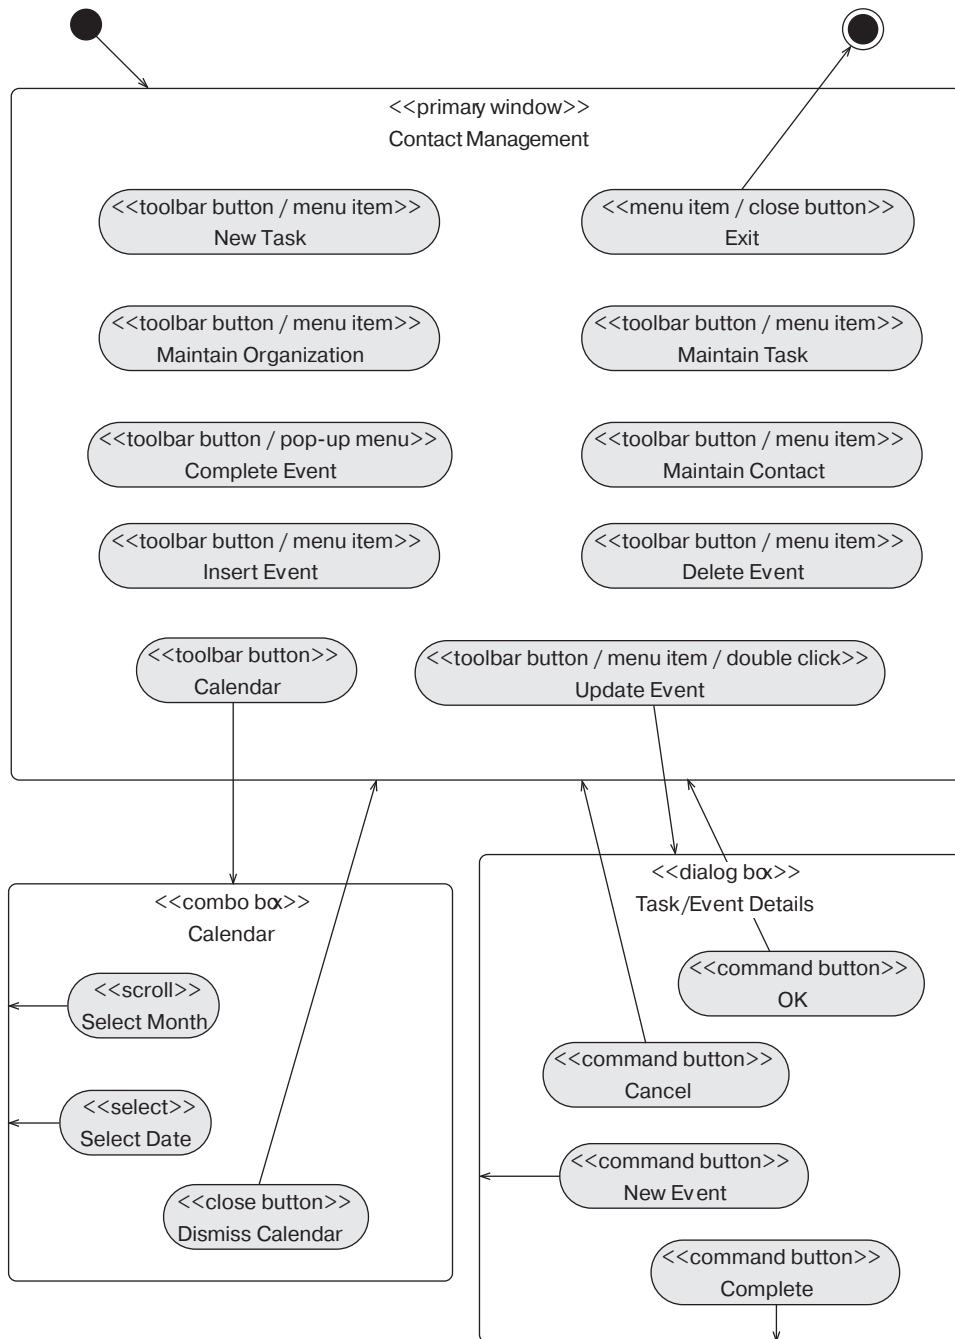 <<primary window>>
Contact Management
<<toolbar button / menu item>>
New Task
<<menu item / close button>>
Exit
<<toolbar button / menu item>>
Maintain Organization
<<toolbar button / menu item>>
Maintain Task
<<toolbar button / pop-up menu>>
Complete Event
<<toolbar button / menu item>>
Maintain Contact
<<toolbar button / menu item>>
Insert Event
<<toolbar button / menu item>>
Delete Event
<<toolbar button>>
Calendar
<<toolbar button / menu item / double click>>
Update Event
<<combo box>>
Calendar
<<scroll>>
Select Month
<<select>>
Select Date
<<close button>>
Dismiss Calendar
<<dialog box>>
Task/Event Details
<<command button>>
OK
<<command button>>
Cancel
<<command button>>
New Event
<<command button>>
Complete